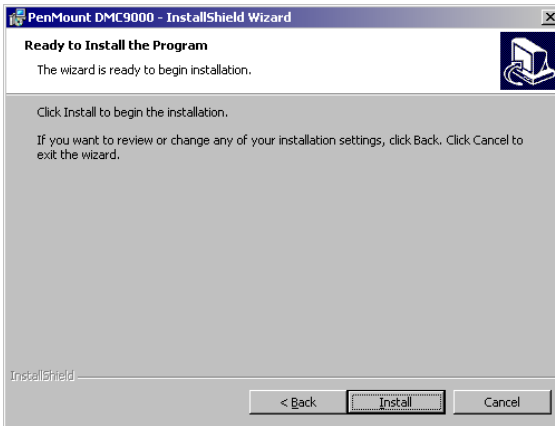 PenMount DMC9000 - InstallShield Wizard
Ready to Install the Program
The wizard is ready to begin installation.
Click Install to begin the installation.
If you want to review or change any of your installation settings, click Back. Click Cancel to
exit the wizard.
InstallShield
< Back Install Cancel